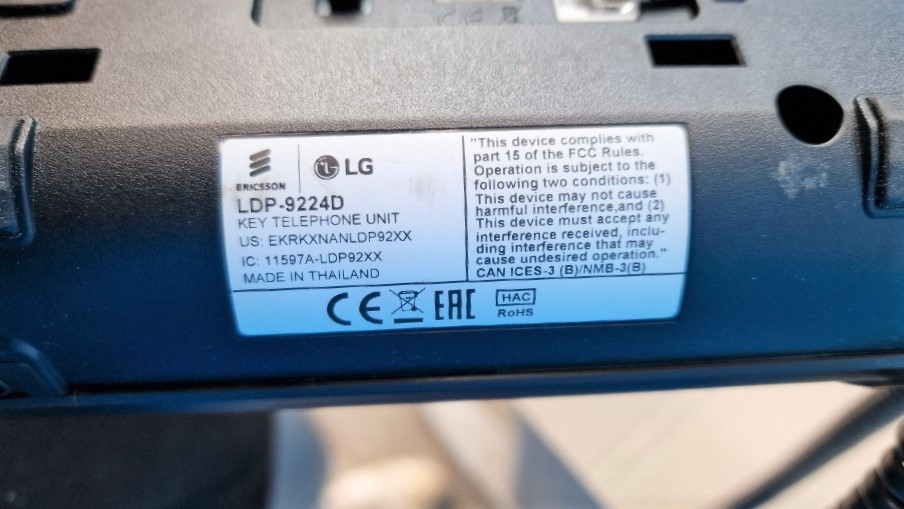 ERICSSON
LG
LDP-9224D
KEY TELEPHONE UNIT
US: EKRKXNANLDP92XX
IC: 11597A-LDP92XX
MADE IN THAILAND
"This device complies with
part 15 of the FCC Rules.
Operation is subject to the
following two conditions: (1)
This device may not cause
harmful interference,and (2)
This device must accept any
interference received, inclu-
ding interference that may
cause undesired operation."
CAN ICES-3 (B)/NMB-3(B)
CE EAC HAC
RoHS